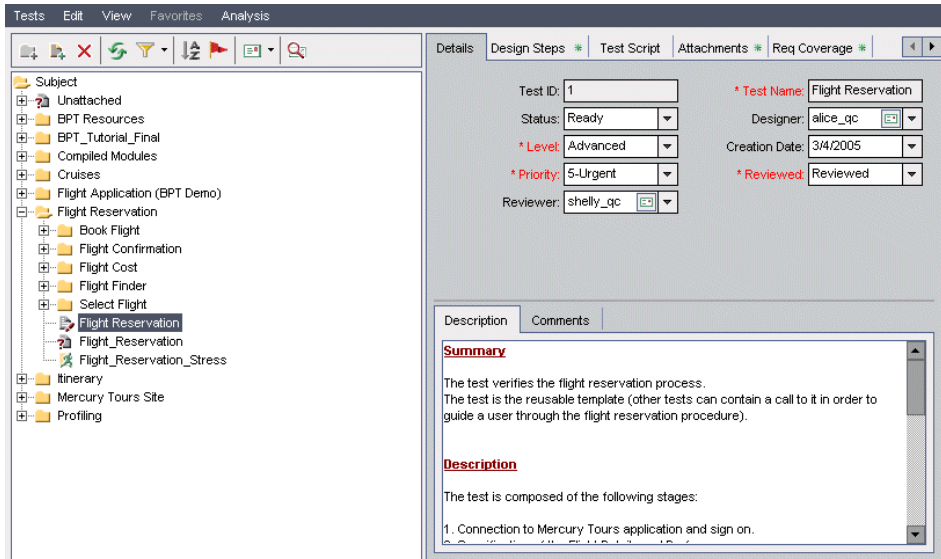 Tests Edit View Favorites Analysis
Subject
Unattached
BPT Resources
BPT_Tutorial_Final
Compiled Modules
Cruises
Flight Application (BPT Demo)
Flight Reservation
Book Flight
Flight Confirmation
Flight Cost
Flight Finder
Select Flight
Flight Reservation
Flight_Reservation
Flight_Reservation_Stress
Itinerary
Mercury Tours Site
Profiling
Details Design Steps * Test Script Attachments * Req Coverage *
Test ID: 1 * Test Name: Flight Reservation
Status: Ready Designer: alice_qc
* Level: Advanced Creation Date: 3/4/2005
* Priority: 5-Urgent * Reviewed: Reviewed
Reviewer: shelly_qc
Description Comments
Summary
The test verifies the flight reservation process.
The test is the reusable template (other tests can contain a call to it in order to
guide a user through the flight reservation procedure).
Description
The test is composed of the following stages:
1. Connection to Mercury Tours application and sign on.